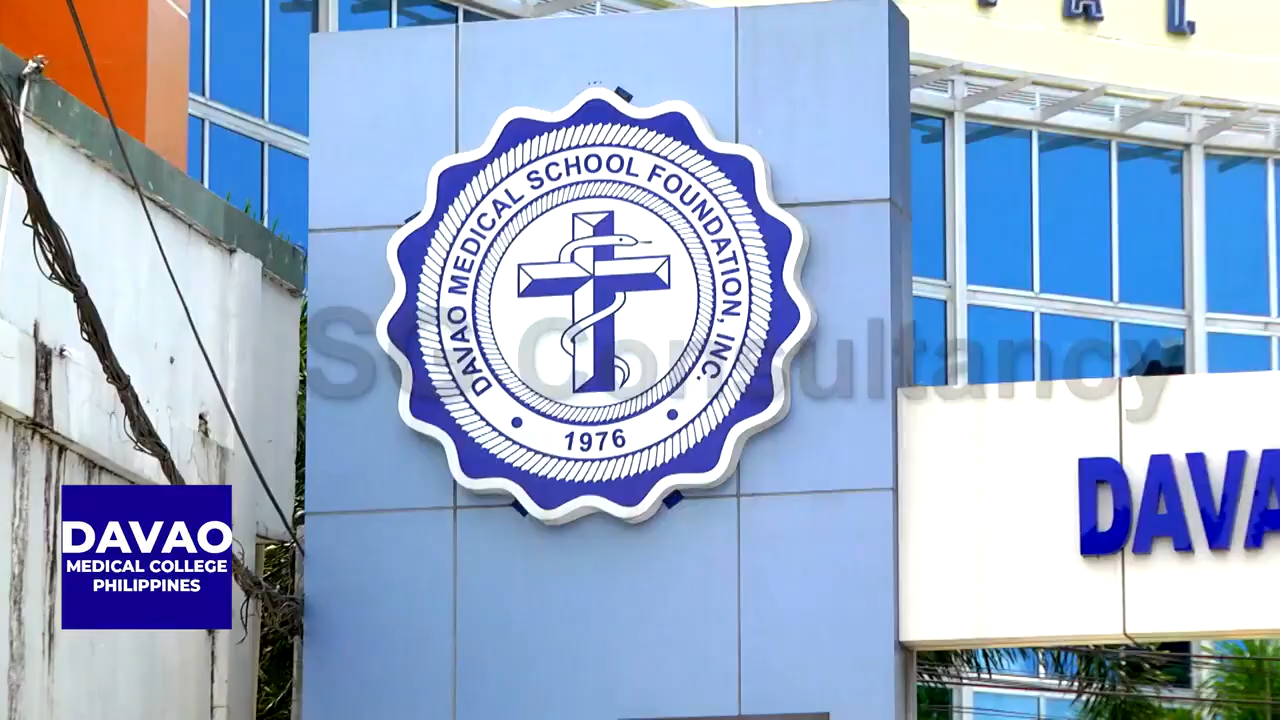 DAVAO MEDICAL SCHOOL FOUNDATION, INC.
1976
DAVA
DAVAO
MEDICAL COLLEGE
PHILIPPINES